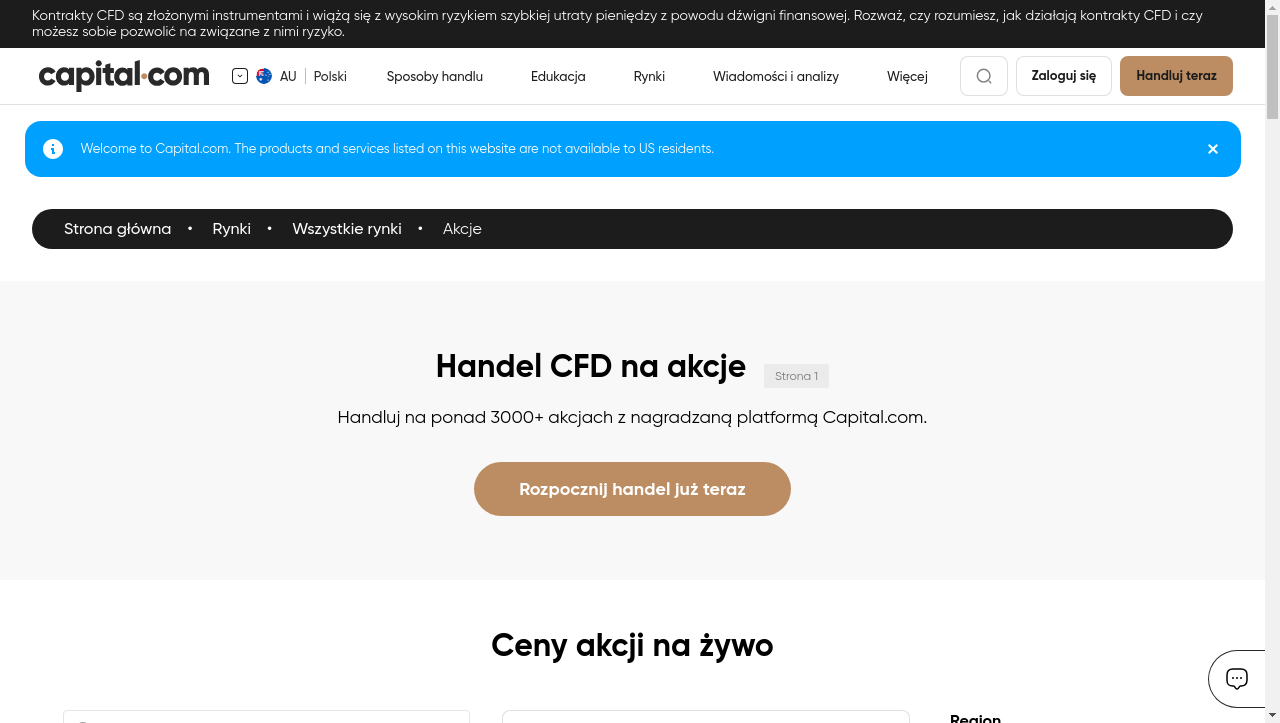 Kontrakty CFD są złożonymi instrumentami i wiążą się z wysokim ryzykiem szybkiej utraty pieniędzy z powodu dźwigni finansowej. Rozważ, czy rozumiesz, jak działają kontrakty CFD i czy
możesz sobie pozwolić na związane z nimi ryzyko.
capital.com AU Polski Sposoby handlu Edukacja Rynki Wiadomości i analizy Więcej Zaloguj się Handluj teraz
Welcome to Capital.com. The products and services listed on this website are not available to US residents.
Strona główna • Rynki • Wszystkie rynki • Akcje
Handel CFD na akcje Strona 1
Handluj na ponad 3000+ akcjach z nagradzaną platformą Capital.com.
Rozpocznij handel już teraz
Ceny akcji na żywo
Region